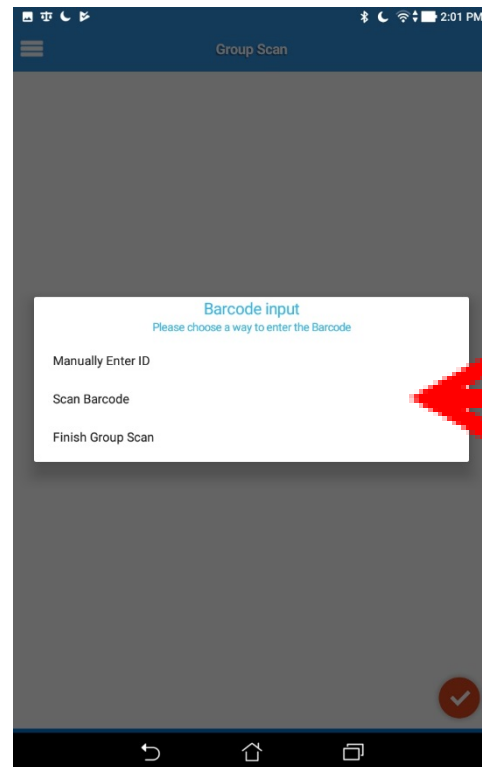 2:01 PM
Group Scan
Barcode input
Please choose a way to enter the Barcode
Manually Enter ID
Scan Barcode
Finish Group Scan